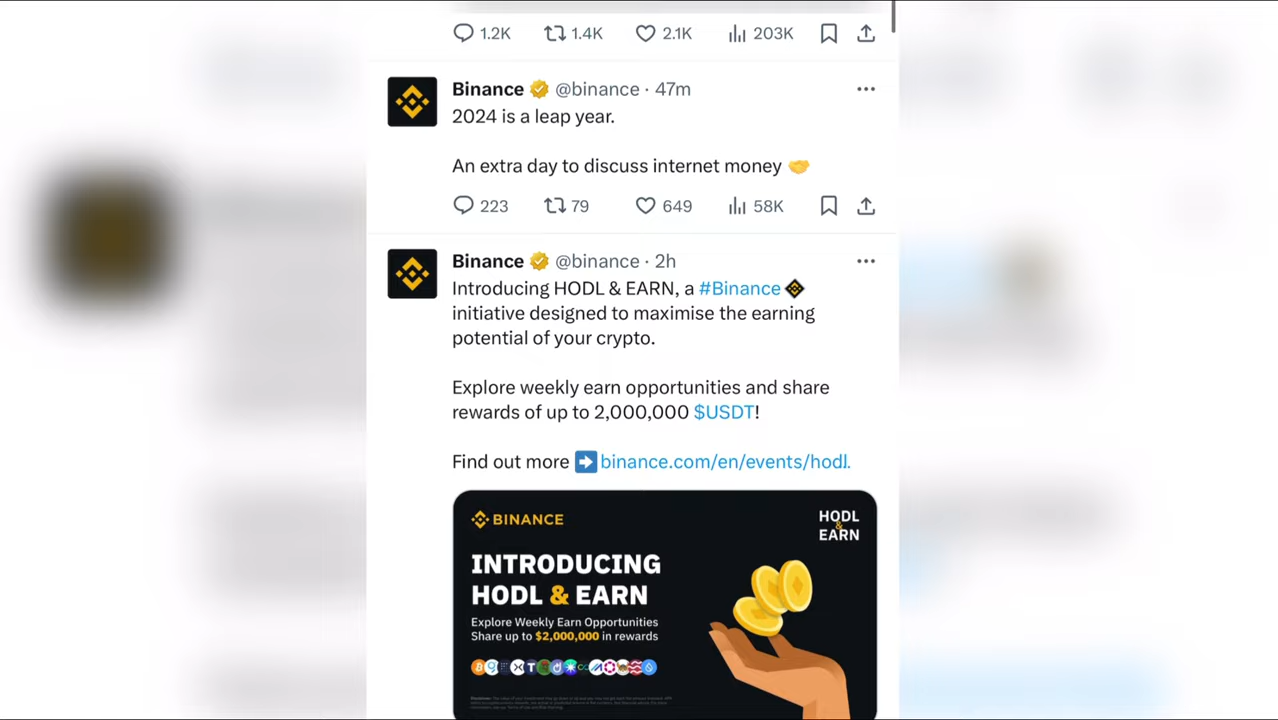 1.2K 1.4K 2.1K 203K
Binance @binance · 47m
2024 is a leap year.
An extra day to discuss internet money
223 79 649 58K
Binance @binance · 2h
Introducing HODL & EARN, a #Binance
initiative designed to maximise the earning
potential of your crypto.
Explore weekly earn opportunities and share
rewards of up to 2,000,000 $USDT!
Find out more binance.com/en/events/hodl.
BINANCE
HODL
&
EARN
INTRODUCING
HODL & EARN
Explore Weekly Earn Opportunities
Share up to $2,000,000 in rewards